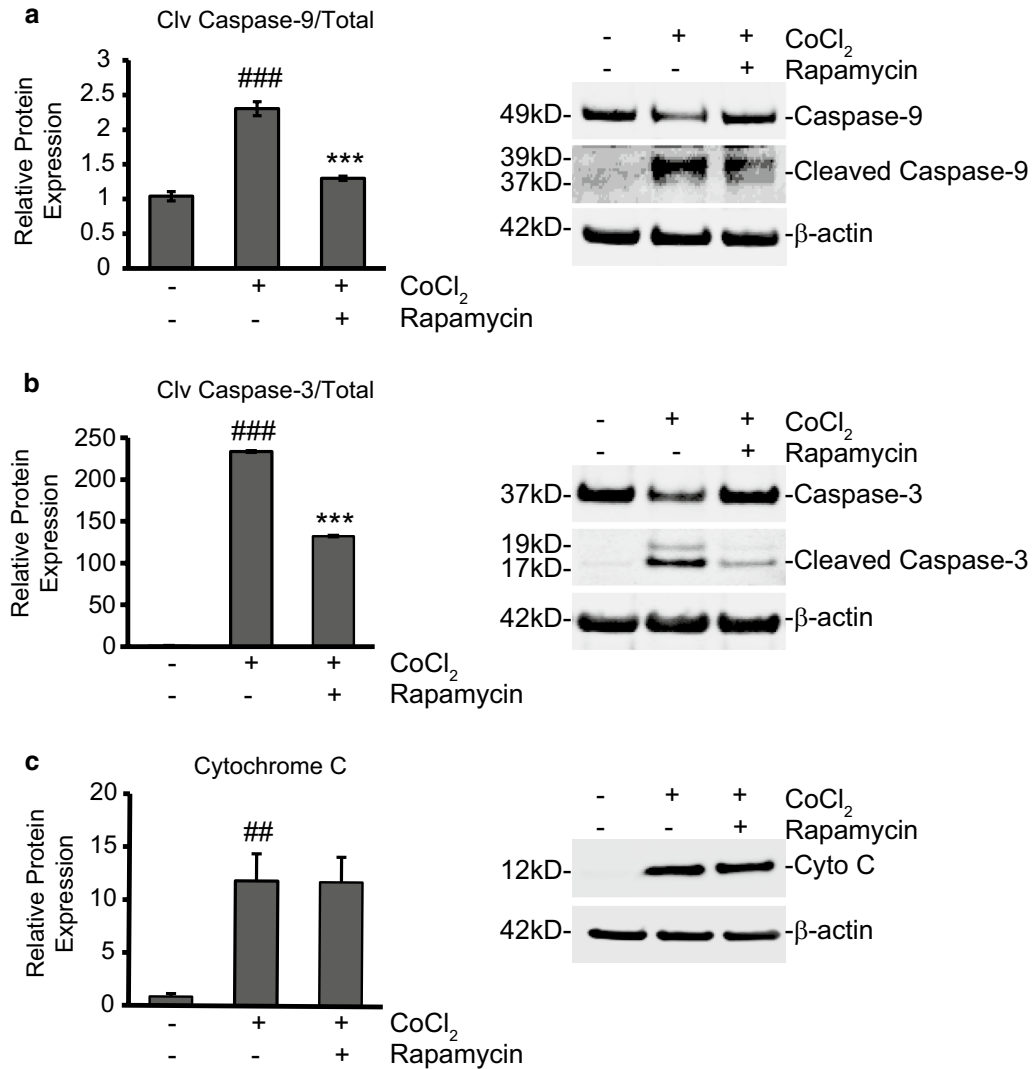 a
Clv Caspase-9/Total
###
***
3
2.5
2
1.5
1
0.5
0
Relative Protein
Expression
- + + CoCl2
- - + Rapamycin
- + + CoCl2
- - + Rapamycin
49kD- -Caspase-9
39kD-
37kD- -Cleaved Caspase-9
42kD- -β-actin
b
Clv Caspase-3/Total
###
***
250
200
150
100
50
0
Relative Protein
Expression
- + + CoCl2
- - + Rapamycin
- + + CoCl2
- - + Rapamycin
37kD- -Caspase-3
19kD-
17kD- -Cleaved Caspase-3
42kD- -β-actin
c
Cytochrome C
##
20
15
10
5
0
Relative Protein
Expression
- + + CoCl2
- - + Rapamycin
- + + CoCl2
- - + Rapamycin
12kD- -Cyto C
42kD- -β-actin